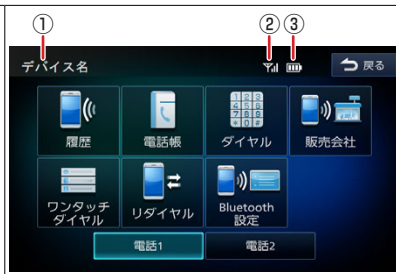 ① ② ③
デバイス名 戻る
履歴 電話帳 ダイヤル 販売会社
ワンタッチ
ダイヤル
リダイヤル
Bluetooth
設定
電話1 電話2